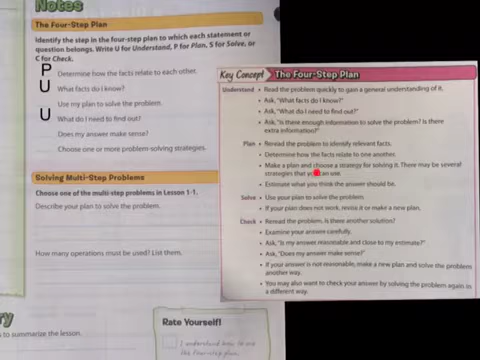 Notes
The Four-Step Plan
Identify the step in the four-step plan to which each statement or
question belongs. Write U for Understand, P for Plan, S for Solve, or
C for Check.
P Determine how the facts relate to each other.
U What facts do I know?
Use my plan to solve the problem.
U What do I need to find out?
Does my answer make sense?
Choose one or more problem-solving strategies.
Solving Multi-Step Problems
Choose one of the multi-step problems in Lesson 1-1.
Describe your plan to solve the problem.
How many operations must be used? List them.
ry
s to summarize the lesson.
Rate Yourself!
I understand how to use
the four-step plan.
Key Concept The Four-Step Plan
Understand • Read the problem quickly to gain a general understanding of it.
• Ask, "What facts do I know?"
• Ask, "What do I need to find out?"
• Ask, "Is there enough information to solve the problem? Is there
extra information?"
Plan • Reread the problem to identify relevant facts.
• Determine how the facts relate to one another.
• Make a plan and choose a strategy for solving it. There may be several
strategies that you can use.
• Estimate what you think the answer should be.
Solve • Use your plan to solve the problem.
• If your plan does not work, revise it or make a new plan.
Check • Reread the problem. Is there another solution?
• Examine your answer carefully.
• Ask, "Is my answer reasonable and close to my estimate?"
• Ask, "Does my answer make sense?"
• If your answer is not reasonable, make a new plan and solve the problem
another way.
• You may also want to check your answer by solving the problem again in
a different way.